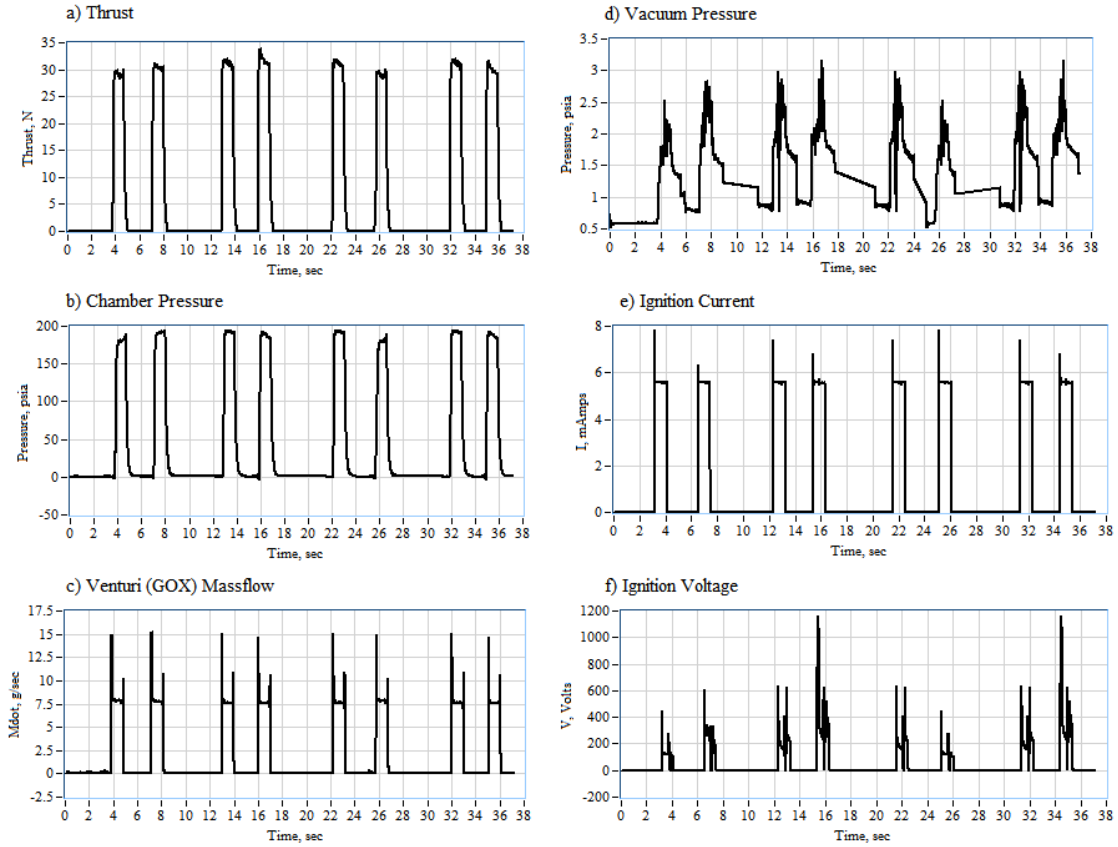 a) Thrust
35
30
25
20
15
10
5
0
Thrust, N
0 2 4 6 8 10 12 14 16 18 20 22 24 26 28 30 32 34 36 38
Time, sec
b) Chamber Pressure
200
150
100
50
0
-50
Pressure, psia
0 2 4 6 8 10 12 14 16 18 20 22 24 26 28 30 32 34 36 38
Time, sec
c) Venturi (GOX) Massflow
17.5
15
12.5
10
7.5
5
2.5
0
-2.5
Mdot, g/sec
0 2 4 6 8 10 12 14 16 18 20 22 24 26 28 30 32 34 36 38
Time, sec
d) Vacuum Pressure
3.5
3
2.5
2
1.5
1
0.5
Pressure, psia
0 2 4 6 8 10 12 14 16 18 20 22 24 26 28 30 32 34 36 38
Time, sec
e) Ignition Current
8
6
4
2
0
I, mAmps
0 2 4 6 8 10 12 14 16 18 20 22 24 26 28 30 32 34 36 38
Time, sec
f) Ignition Voltage
1200
1000
800
600
400
200
0
-200
V, Volts
0 2 4 6 8 10 12 14 16 18 20 22 24 26 28 30 32 34 36 38
Time, sec